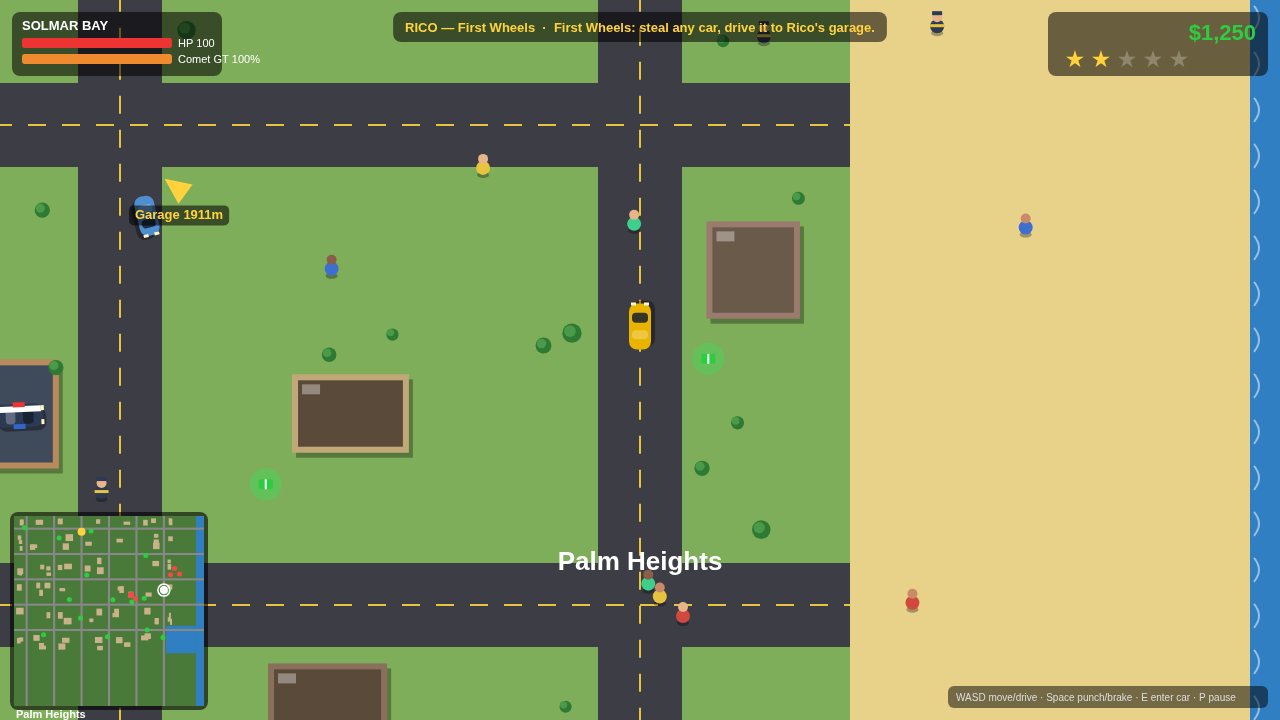 SOLMAR BAY
HP 100
Comet GT 100%
RICO — First Wheels · First Wheels: steal any car, drive it to Rico's garage.
$1,250
Garage 1911m
Palm Heights
Palm Heights
WASD move/drive · Space punch/brake · E enter car · P pause